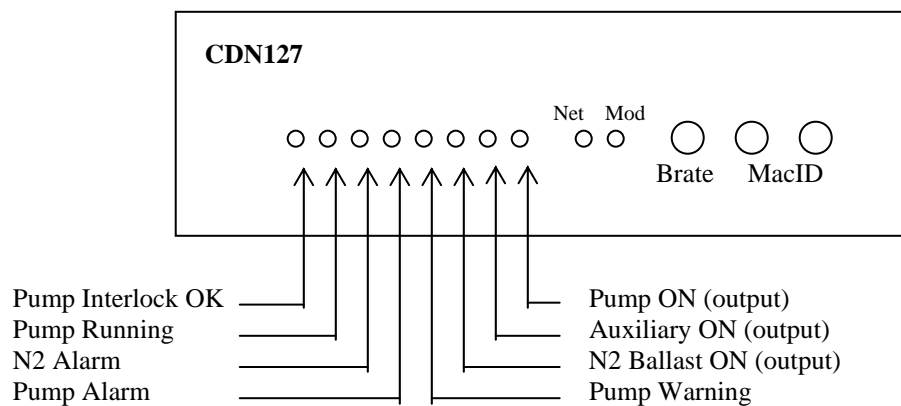 CDN127
Net Mod
Brate MacID
Pump Interlock OK Pump ON (output)
Pump Running Auxiliary ON (output)
N2 Alarm N2 Ballast ON (output)
Pump Alarm Pump Warning